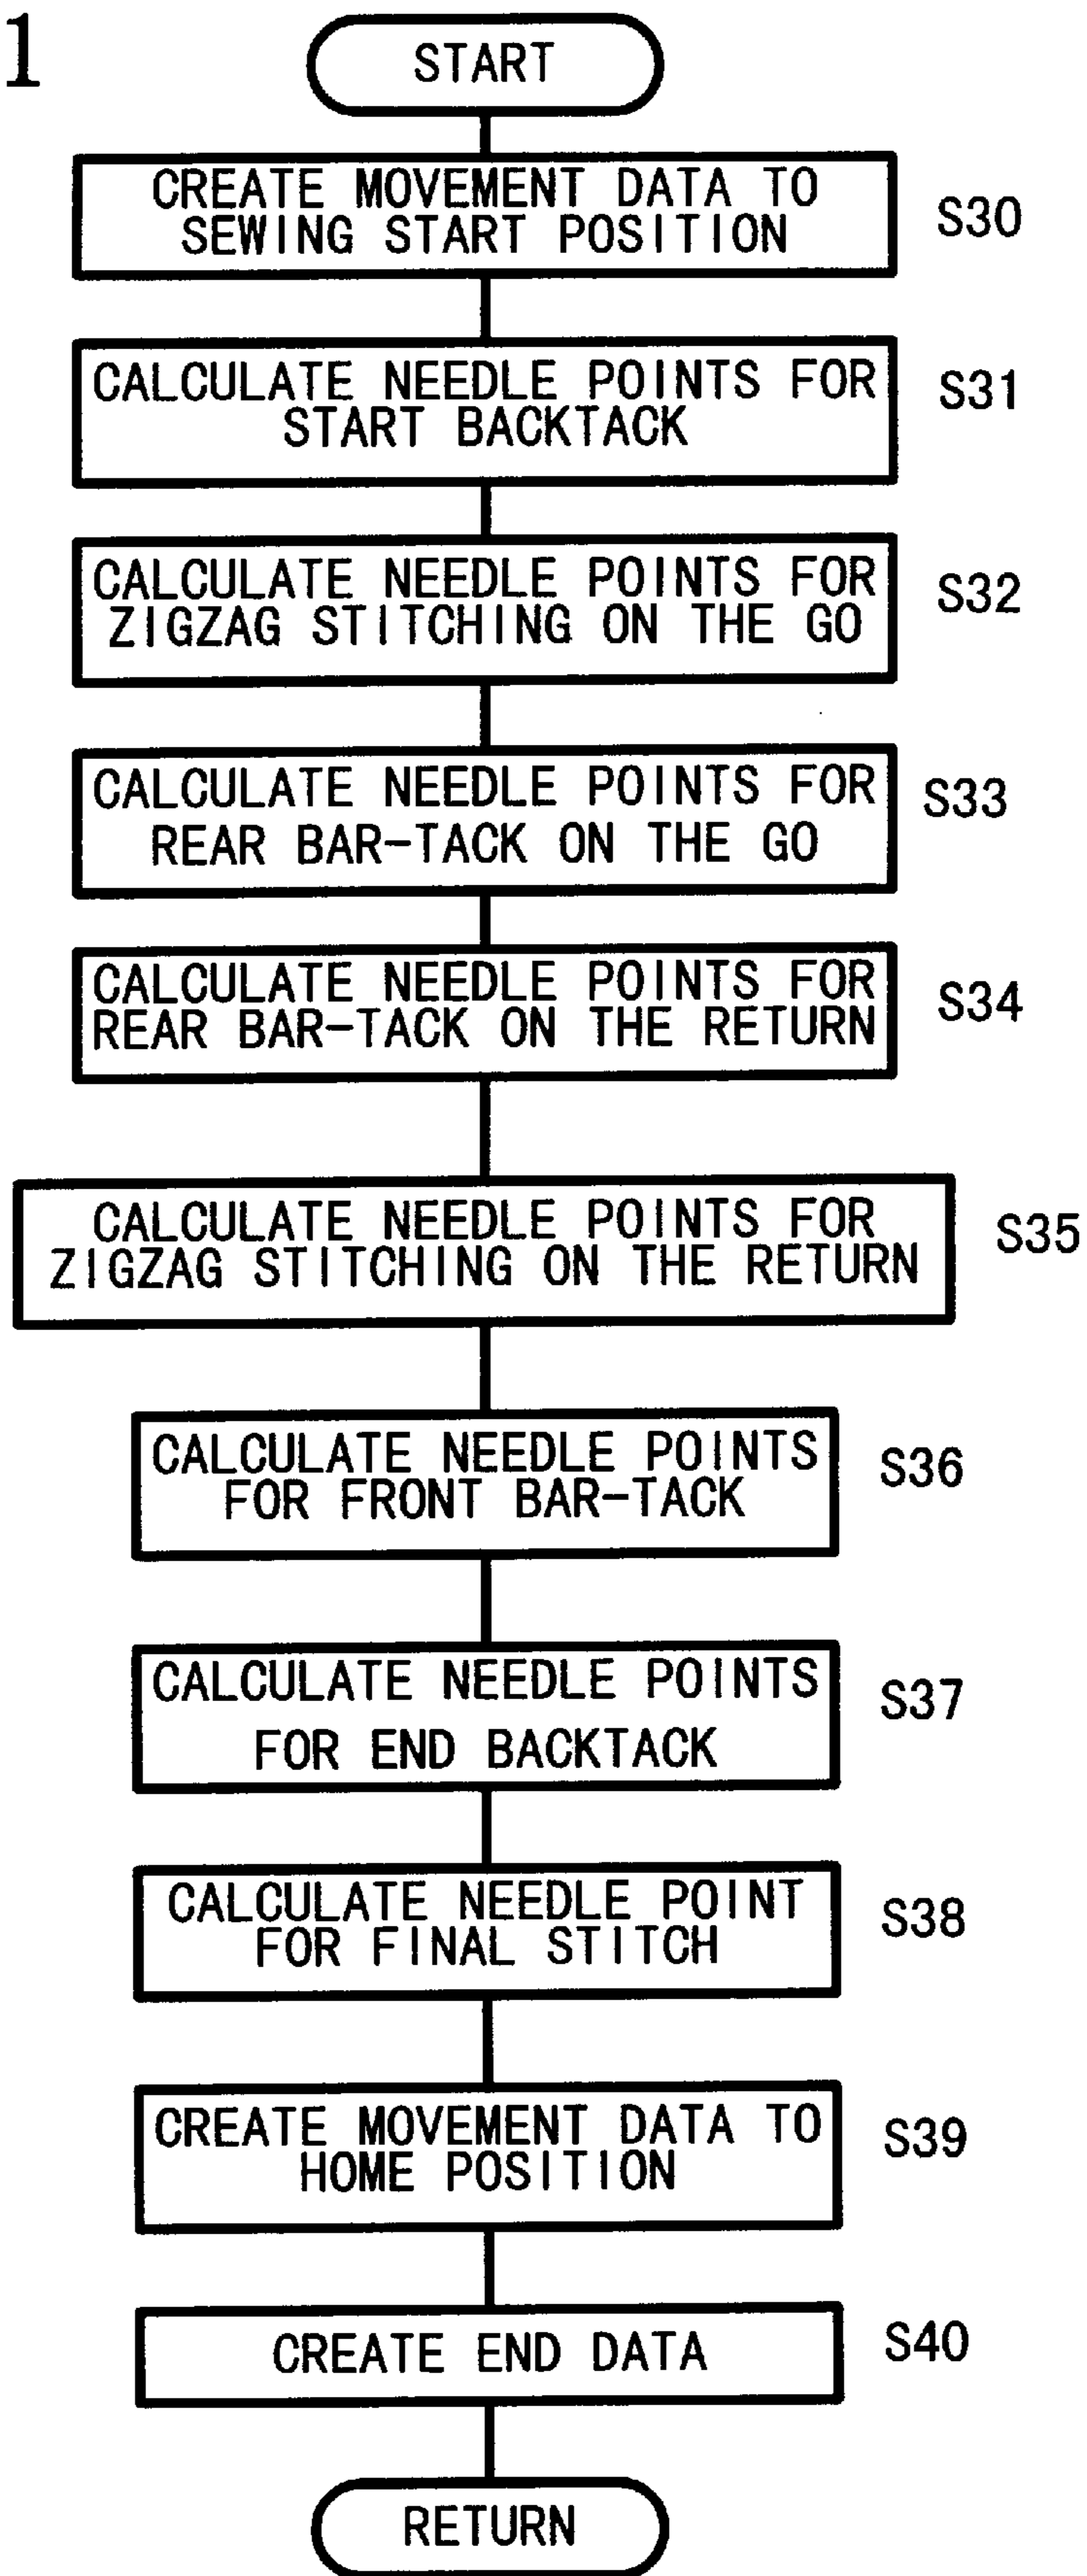 1
START
CREATE MOVEMENT DATA TO
SEWING START POSITION
S30
CALCULATE NEEDLE POINTS FOR
START BACKTACK
S31
CALCULATE NEEDLE POINTS FOR
ZIGZAG STITCHING ON THE GO
S32
CALCULATE NEEDLE POINTS FOR
REAR BAR-TACK ON THE GO
S33
CALCULATE NEEDLE POINTS FOR
REAR BAR-TACK ON THE RETURN
S34
CALCULATE NEEDLE POINTS FOR
ZIGZAG STITCHING ON THE RETURN
S35
CALCULATE NEEDLE POINTS
FOR FRONT BAR-TACK
S36
CALCULATE NEEDLE POINTS
FOR END BACKTACK
S37
CALCULATE NEEDLE POINT
FOR FINAL STITCH
S38
CREATE MOVEMENT DATA TO
HOME POSITION
S39
CREATE END DATA
S40
RETURN